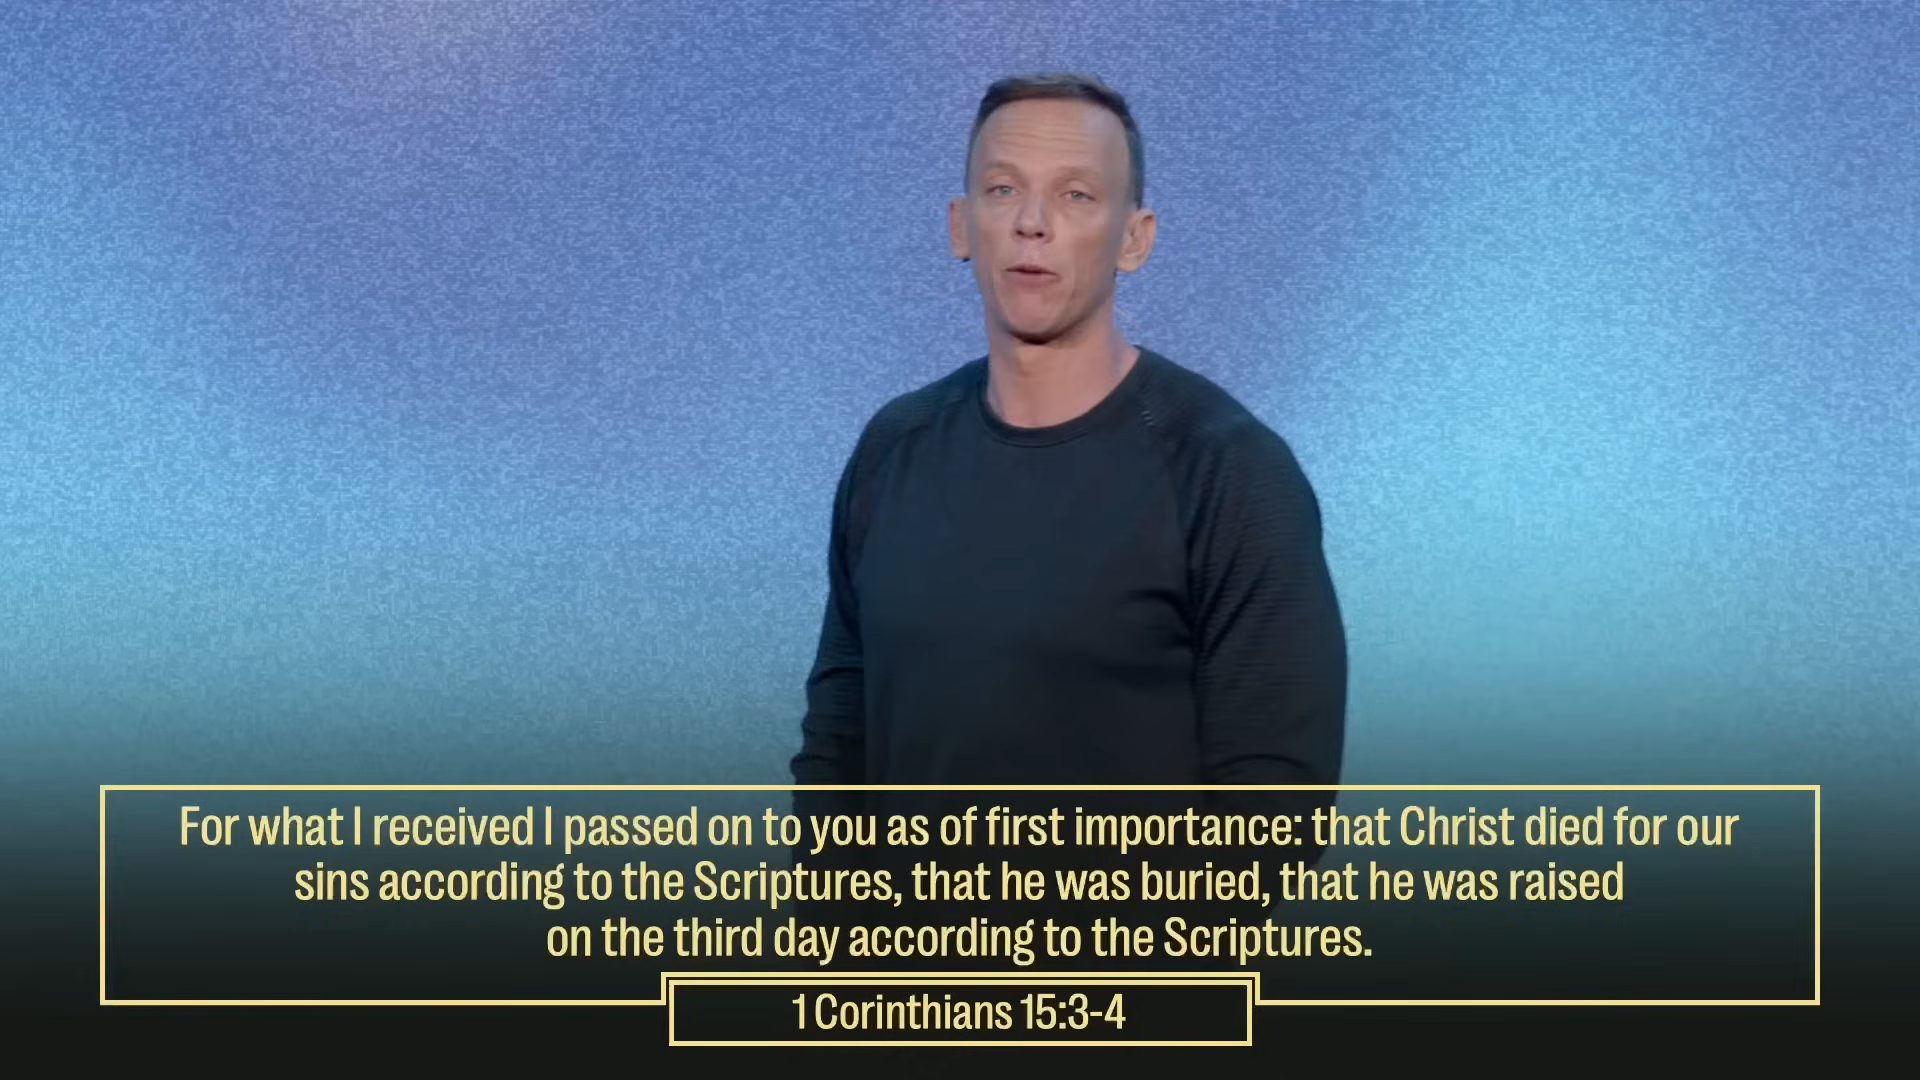 For what I received I passed on to you as of first importance: that Christ died for our
sins according to the Scriptures, that he was buried, that he was raised
on the third day according to the Scriptures.
1 Corinthians 15:3-4